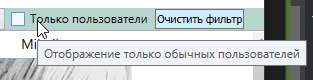 Только пользователи Очистить фильтр
Отображение только обычных пользователей